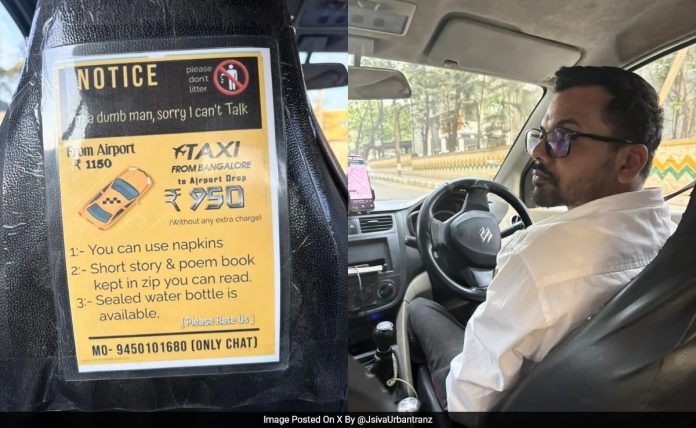 NOTICE
please
don't
litter
a dumb man, sorry I can't Talk
From Airport
₹ 1150
TAXI
FROM BANGALORE
to Airport Drop
₹ 950
(Without any extra charge)
1:- You can use napkins
2:- Short story & poem book
kept in zip you can read.
3:- Sealed water bottle is
available.
( Please Rate Us )
MO- 9450101680 (ONLY CHAT)
Image Posted On X By @JsivaUrbantranz